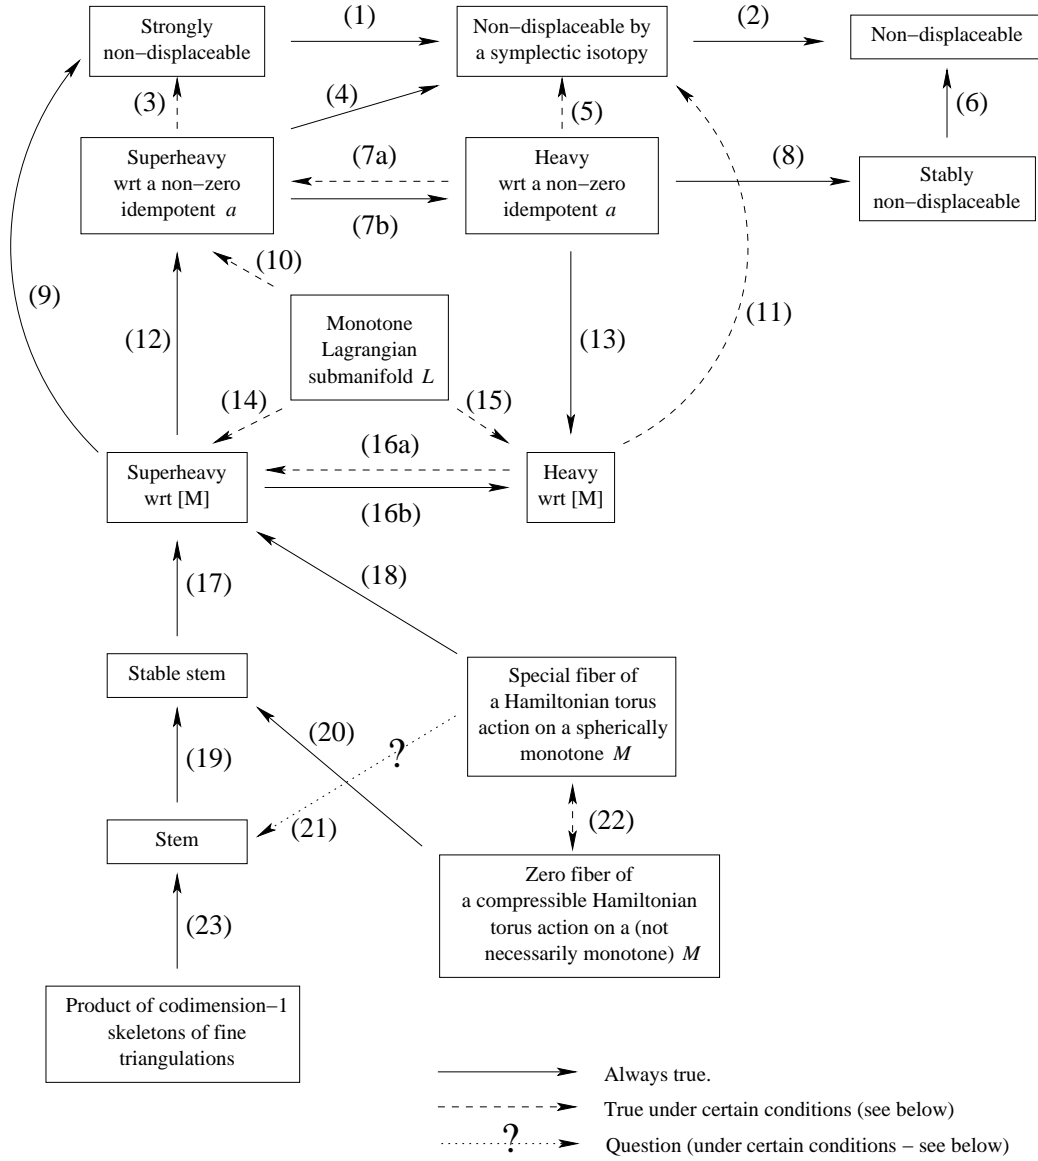 Strongly
non−displaceable
(1)
Non−displaceable by
a symplectic isotopy
(2)
Non−displaceable
(3)
(4)
(5)
(6)
Superheavy
wrt a non−zero
idempotent a
(7a)
(7b)
Heavy
wrt a non−zero
idempotent a
(8)
Stably
non−displaceable
(9)
(10)
(11)
(12)
Monotone
Lagrangian
submanifold L
(13)
(14)
(15)
Superheavy
wrt [M]
(16a)
(16b)
Heavy
wrt [M]
(17)
(18)
Stable stem
Special fiber of
a Hamiltonian torus
action on a spherically
monotone M
(19)
(20)
?
(21)
(22)
Stem
Zero fiber of
a compressible Hamiltonian
torus action on a (not
necessarily monotone) M
(23)
Product of codimension−1
skeletons of fine
triangulations
Always true.
True under certain conditions (see below)
?
Question (under certain conditions − see below)